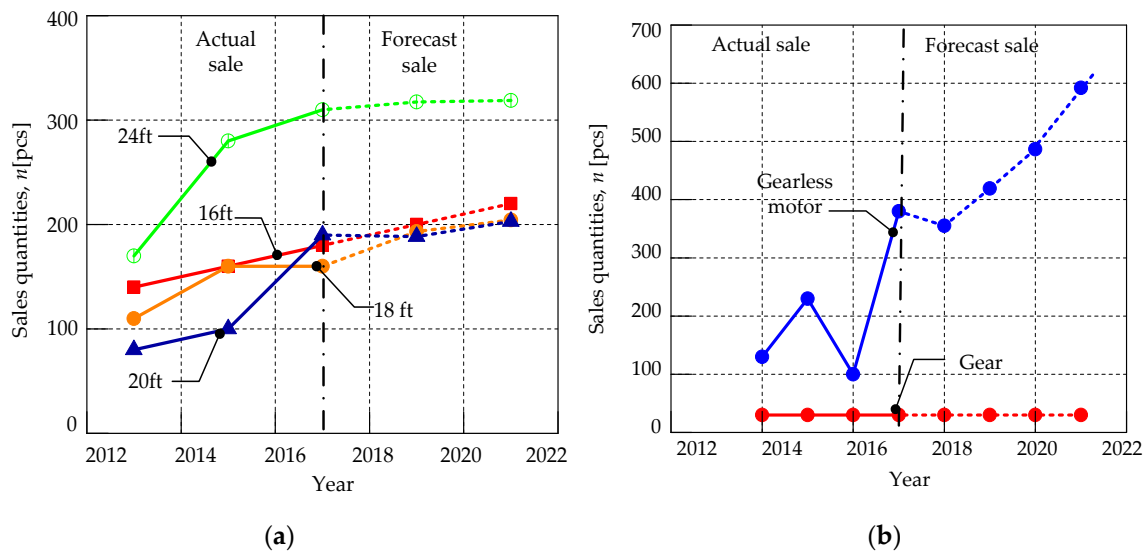 400
300
200
100
0
Sales quantities, n[pcs]
Actual
sale
Forecast
sale
24ft
16ft
18 ft
20ft
2012
2014
2016
2018
2020
2022
Year
(a)
700
600
500
400
300
200
100
0
Sales quantities, n [pcs]
Actual sale
Forecast sale
Gearless
motor
Gear
2012
2014
2016
2018
2020
2022
Year
(b)